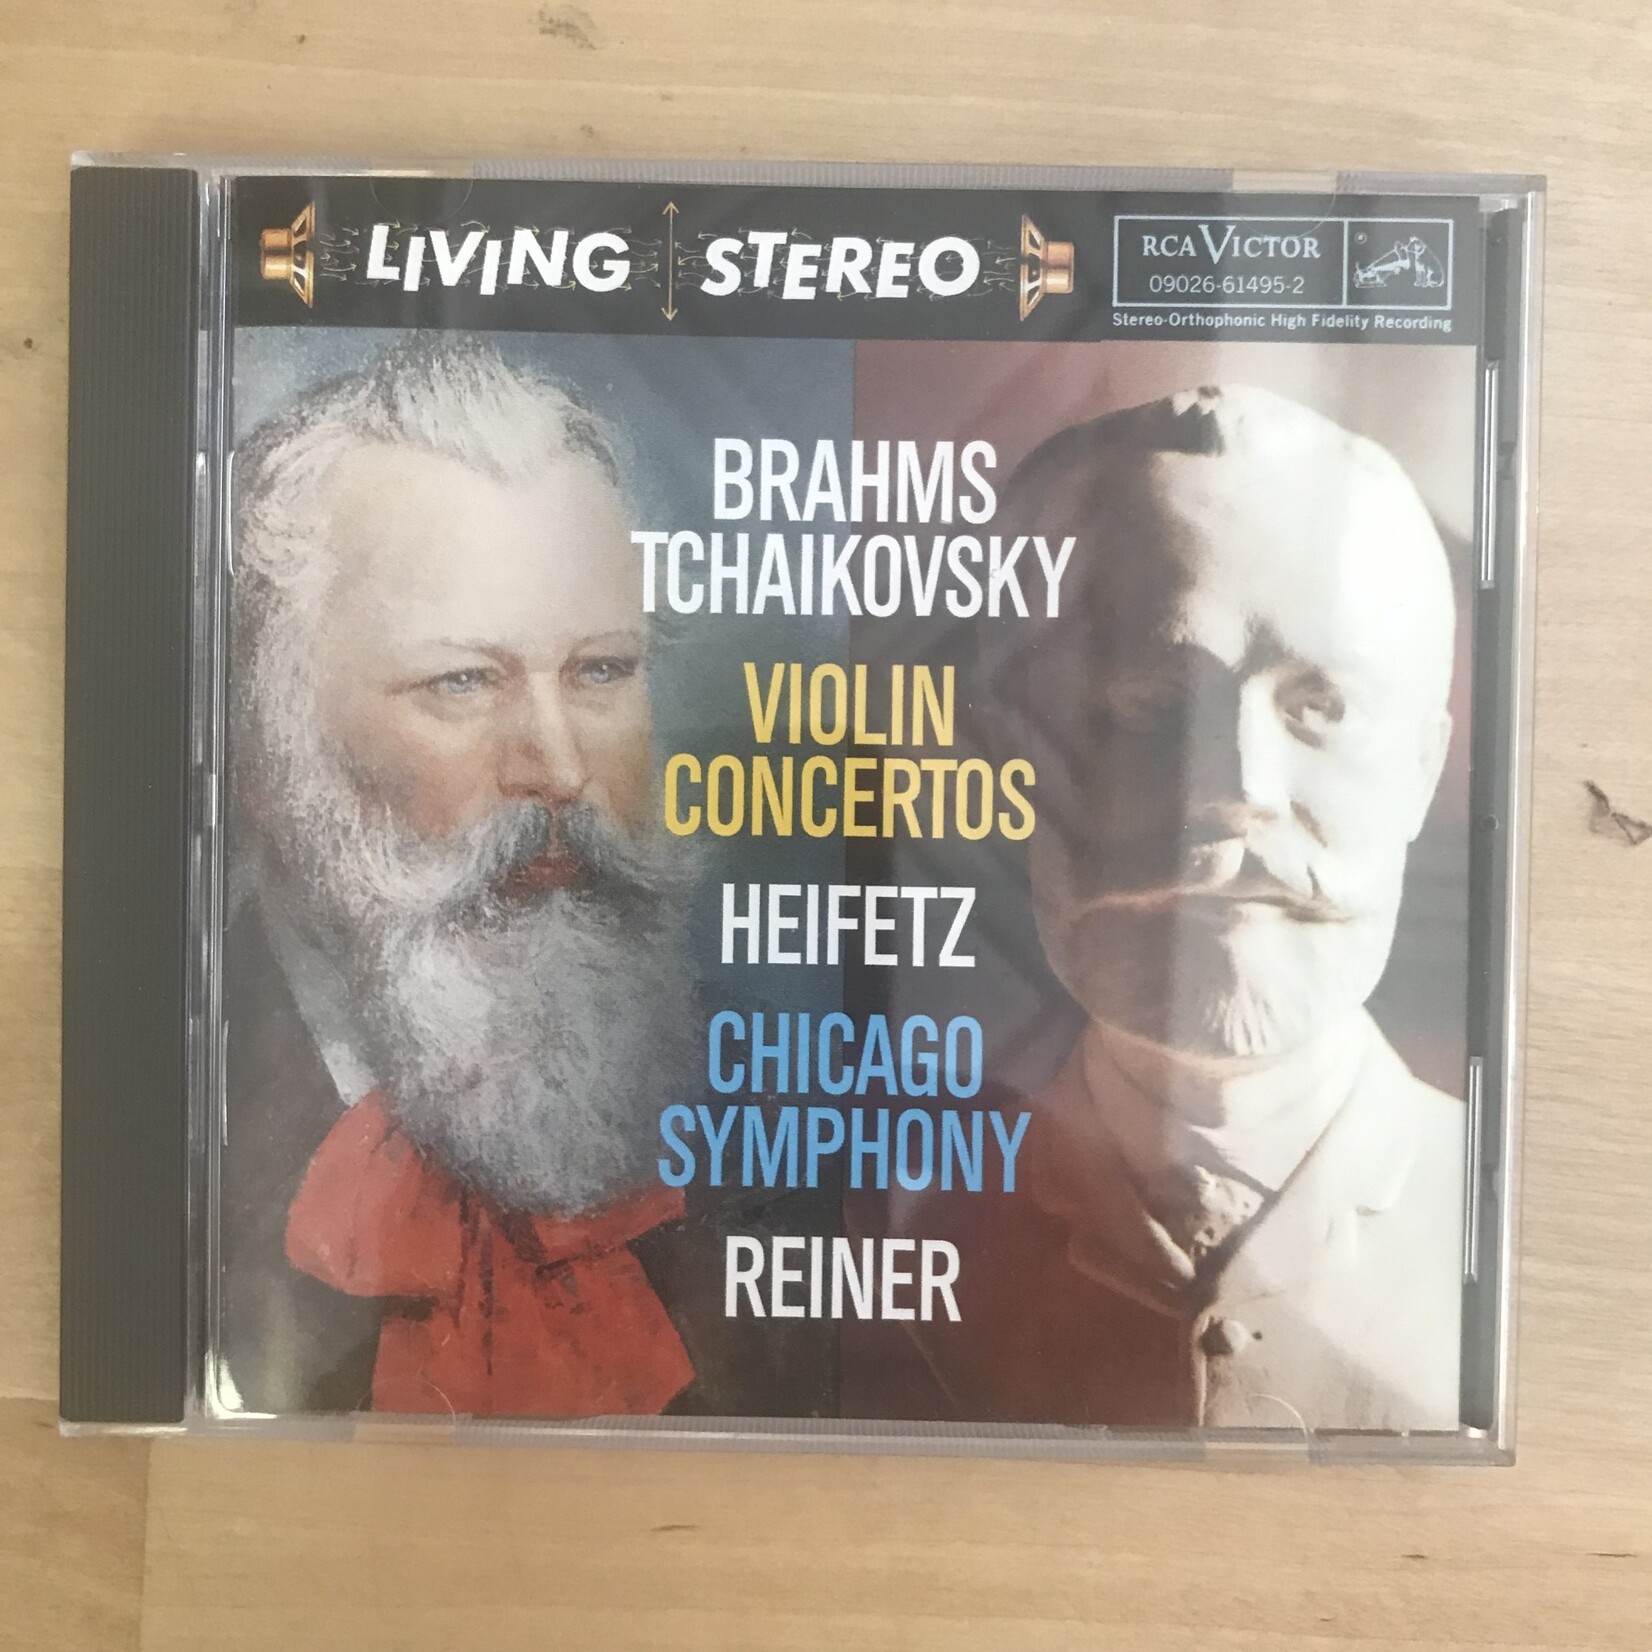 LIVING STEREO
RCA VICTOR
09026-61495-2
Stereo-Orthophonic High Fidelity Recording
BRAHMS
TCHAIKOVSKY
VIOLIN
CONCERTOS
HEIFETZ
CHICAGO
SYMPHONY
REINER